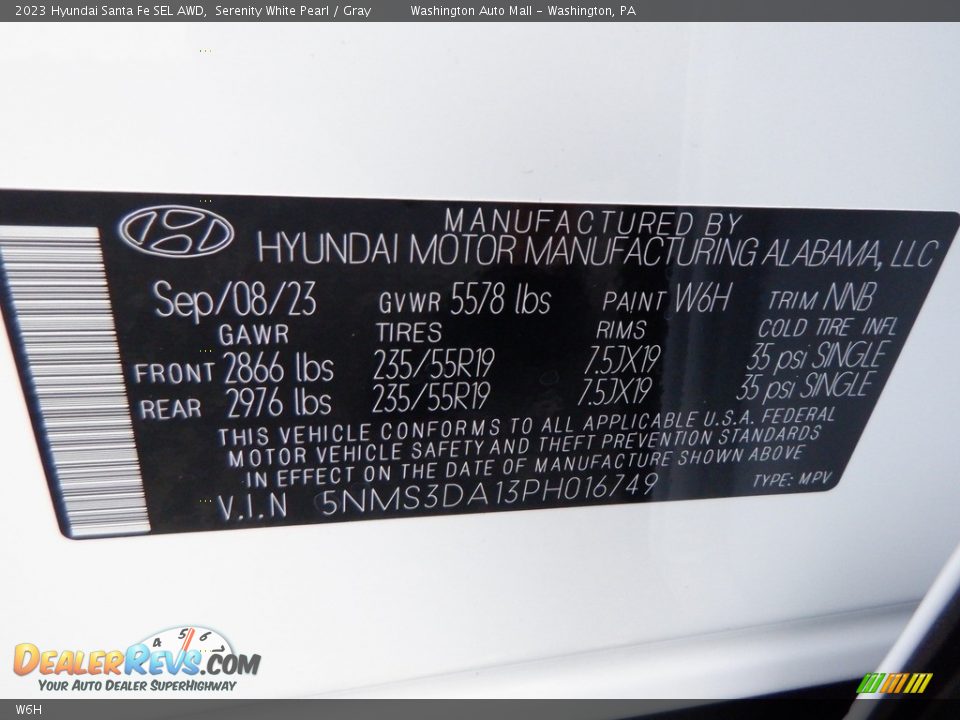 2023 Hyundai Santa Fe SEL AWD, Serenity White Pearl / Gray Washington Auto Mall - Washington, PA
MANUFACTURED BY
HYUNDAI MOTOR MANUFACTURING ALABAMA, LLC
Sep/08/23 GVWR 5578 lbs PAINT W6H TRIM NNB
GAWR TIRES RIMS COLD TIRE INFL
FRONT 2866 lbs 235/55R19 7.5JX19 35 psi SINGLE
REAR 2976 lbs 235/55R19 7.5JX19 35 psi SINGLE
THIS VEHICLE CONFORMS TO ALL APPLICABLE U.S.A. FEDERAL
MOTOR VEHICLE SAFETY AND THEFT PREVENTION STANDARDS
IN EFFECT ON THE DATE OF MANUFACTURE SHOWN ABOVE
V.I.N 5NMS3DA13PH016749 TYPE: MPV
4 5 6
DEALERREVS.COM
YOUR AUTO DEALER SUPERHIGHWAY
W6H